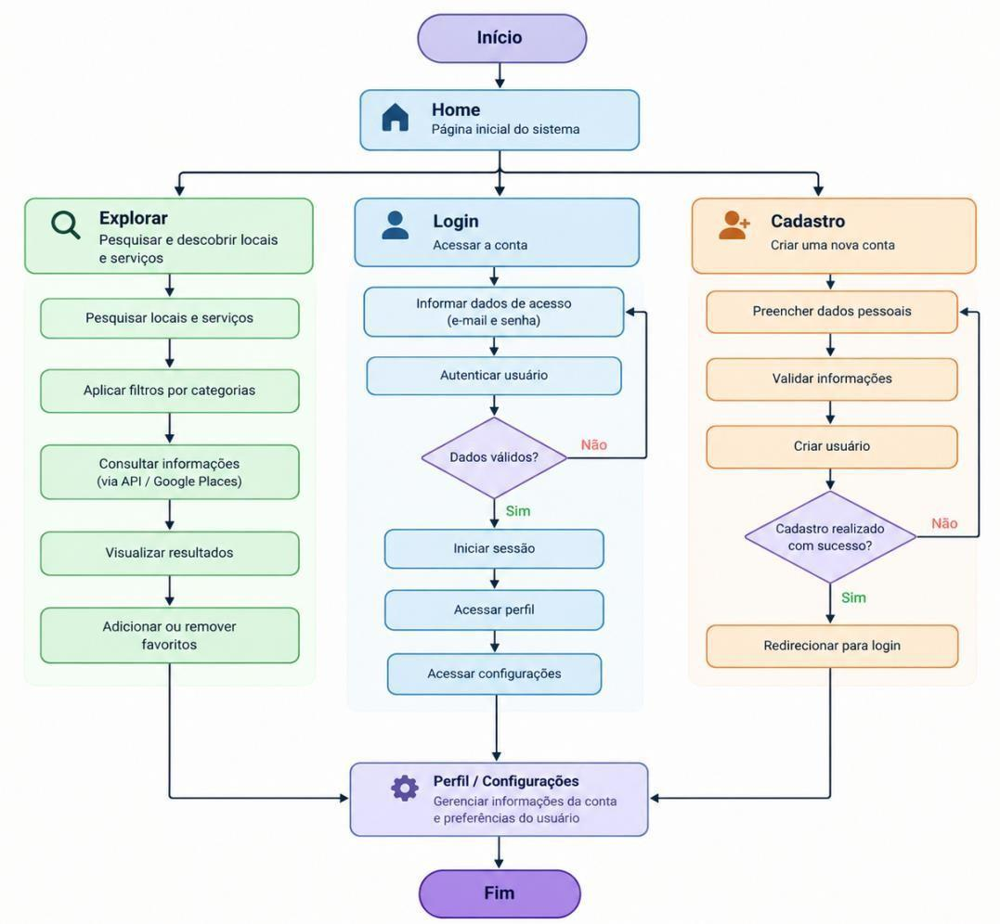 Início
Home
Página inicial do sistema
Explorar
Pesquisar e descobrir locais
e serviços
Pesquisar locais e serviços
Aplicar filtros por categorias
Consultar informações
(via API / Google Places)
Visualizar resultados
Adicionar ou remover
favoritos
Login
Acessar a conta
Informar dados de acesso
(e-mail e senha)
Autenticar usuário
Dados válidos?
Não
Sim
Iniciar sessão
Acessar perfil
Acessar configurações
Cadastro
Criar uma nova conta
Preencher dados pessoais
Validar informações
Criar usuário
Cadastro realizado
com sucesso?
Não
Sim
Redirecionar para login
Perfil / Configurações
Gerenciar informações da conta
e preferências do usuário
Fim